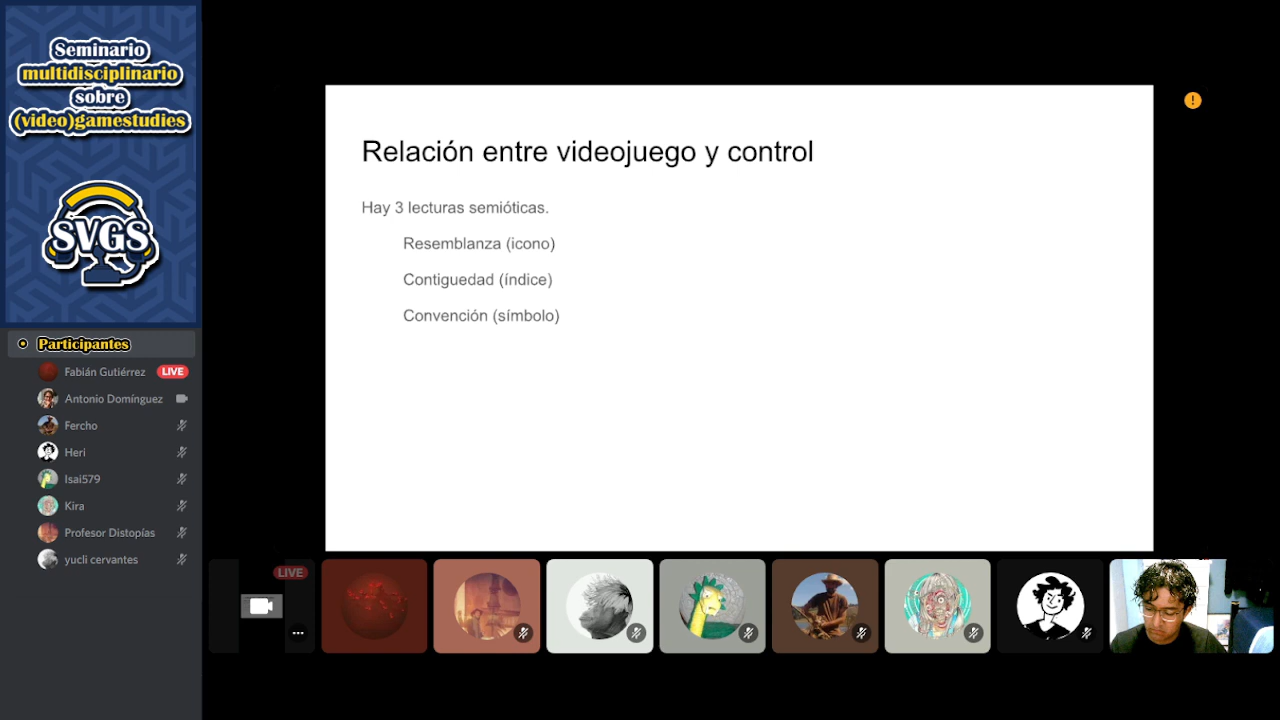 Seminario
multidisciplinario
sobre
(video)gamestudies
SVGS
Participantes
Fabián Gutiérrez LIVE
Antonio Domínguez
Fercho
Heri
Isai579
Kira
Profesor Distopías
yucli cervantes
Relación entre videojuego y control
Hay 3 lecturas semióticas.
Resemblanza (icono)
Contiguedad (índice)
Convención (símbolo)
LIVE